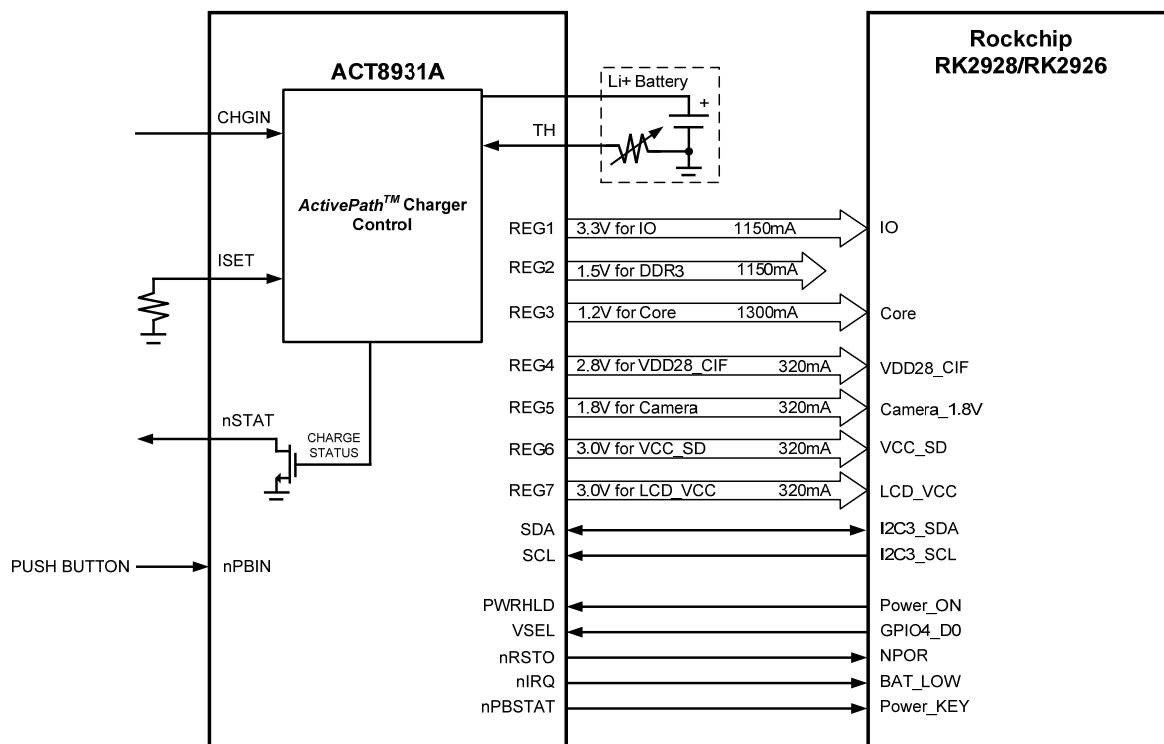 Rockchip
RK2928/RK2926
ACT8931A
Li+ Battery
+
CHGIN
TH
ActivePath™ Charger
Control
ISET
REG1 3.3V for IO 1150mA IO
REG2 1.5V for DDR3 1150mA
REG3 1.2V for Core 1300mA Core
REG4 2.8V for VDD28_CIF 320mA VDD28_CIF
REG5 1.8V for Camera 320mA Camera_1.8V
nSTAT
CHARGE
STATUS
REG6 3.0V for VCC_SD 320mA VCC_SD
REG7 3.0V for LCD_VCC 320mA LCD_VCC
SDA I2C3_SDA
SCL I2C3_SCL
PUSH BUTTON nPBIN
PWRHLD Power_ON
VSEL GPIO4_D0
nRSTO NPOR
nIRQ BAT_LOW
nPBSTAT Power_KEY